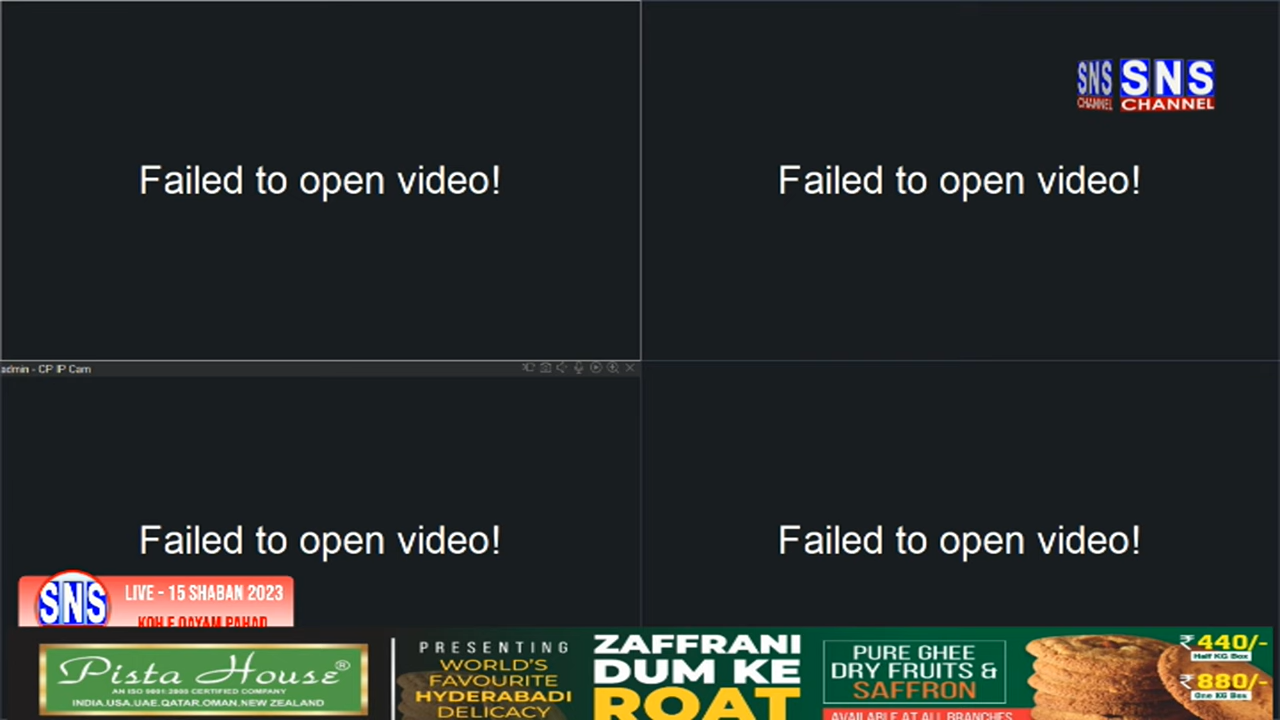 SNS SNS
CHANNEL CHANNEL
Failed to open video!
Failed to open video!
admin - CP IP Cam
Failed to open video!
Failed to open video!
SNS
LIVE - 15 SHABAN 2023
KOH E QAYAM PAHAD
Pista House®
AN ISO 9001:2005 CERTIFIED COMPANY
INDIA.USA.UAE.QATAR.OMAN.NEW ZEALAND
PRESENTING
WORLD'S
FAVOURITE
HYDERABADI
DELICACY
ZAFFRANI
DUM KE
ROAT
PURE GHEE
DRY FRUITS &
SAFFRON
AVAILABLE AT ALL BRANCHES
₹440/-
Half KG Box
₹880/-
One KG Box